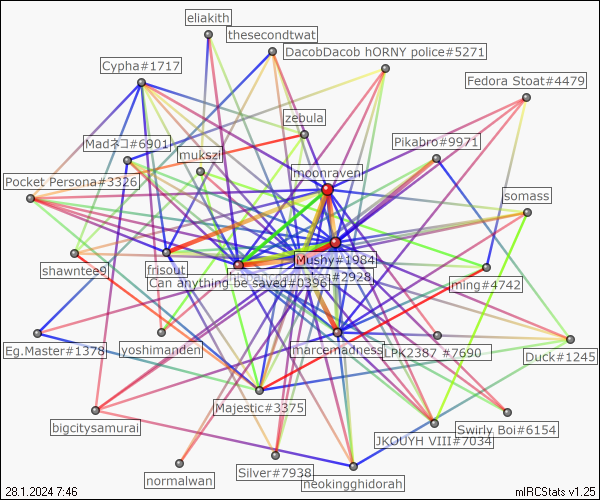 eliakith
thesecondtwat
DacobDacob hORNY police#5271
Cypha#1717
Fedora Stoat#4479
zebula
Madネコ#6901
Pikabro#9971
mukszi
moonraven
Pocket Persona#3326
somass
Mushy#1984
shawntee9
frisout
#2928
Can anything be saved#0396
ming#4742
Eg.Master#1378
yoshimanden
marcemadness
LPK2387 #7690
Duck#1245
Majestic#3375
bigcitysamurai
Swirly Boi#6154
JKOUYH VIII#7034
Silver#7938
normalwan
neokingghidorah
28.1.2024 7:46
mIRCStats v1.25